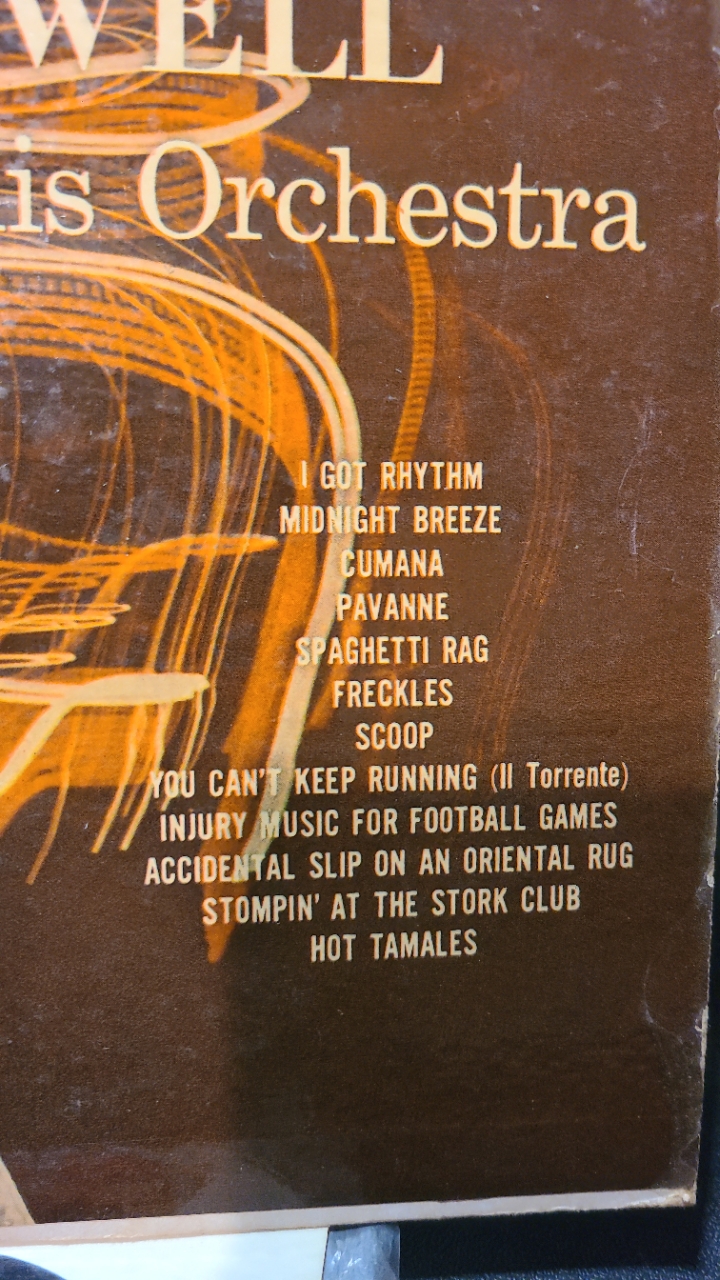 WELL
is Orchestra
I GOT RHYTHM
MIDNIGHT BREEZE
CUMANA
PAVANNE
SPAGHETTI RAG
FRECKLES
SCOOP
YOU CAN'T KEEP RUNNING (Il Torrente)
INJURY MUSIC FOR FOOTBALL GAMES
ACCIDENTAL SLIP ON AN ORIENTAL RUG
STOMPIN' AT THE STORK CLUB
HOT TAMALES